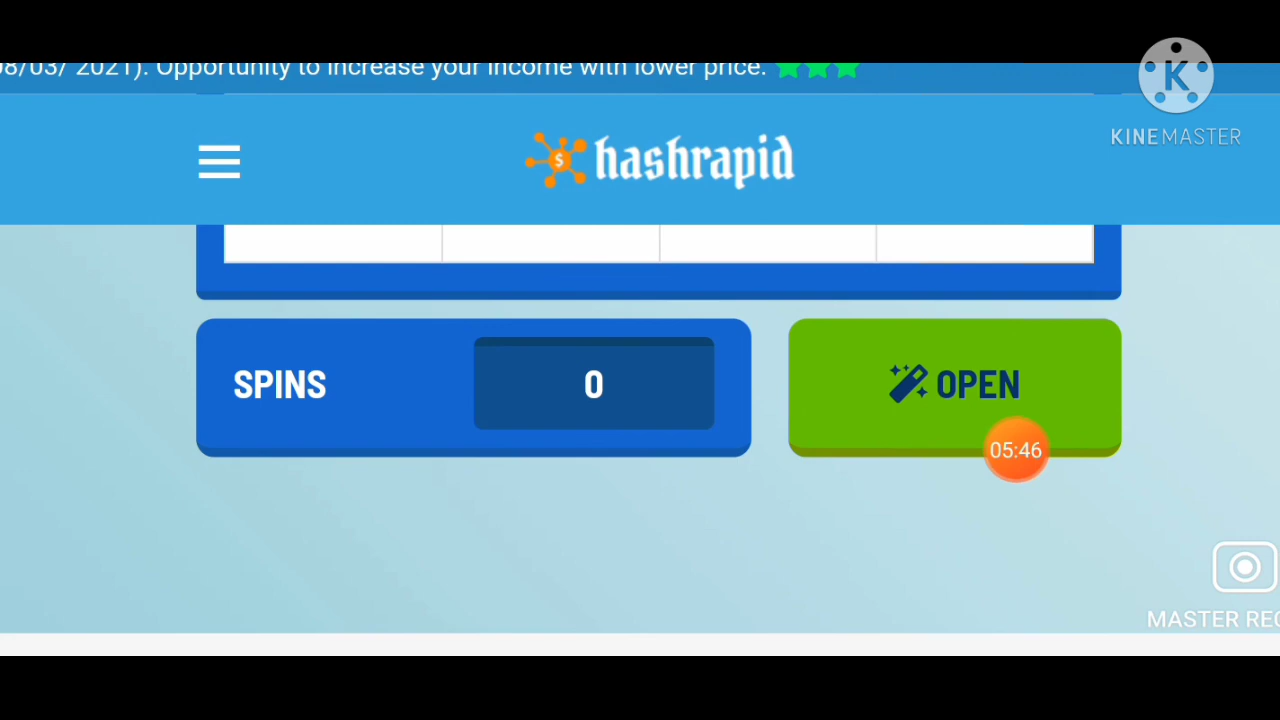 08/03/ 2021). Opportunity to increase your income with lower price.
KINEMASTER
$ hashrapid
SPINS
0
OPEN
05:46
MASTER REC